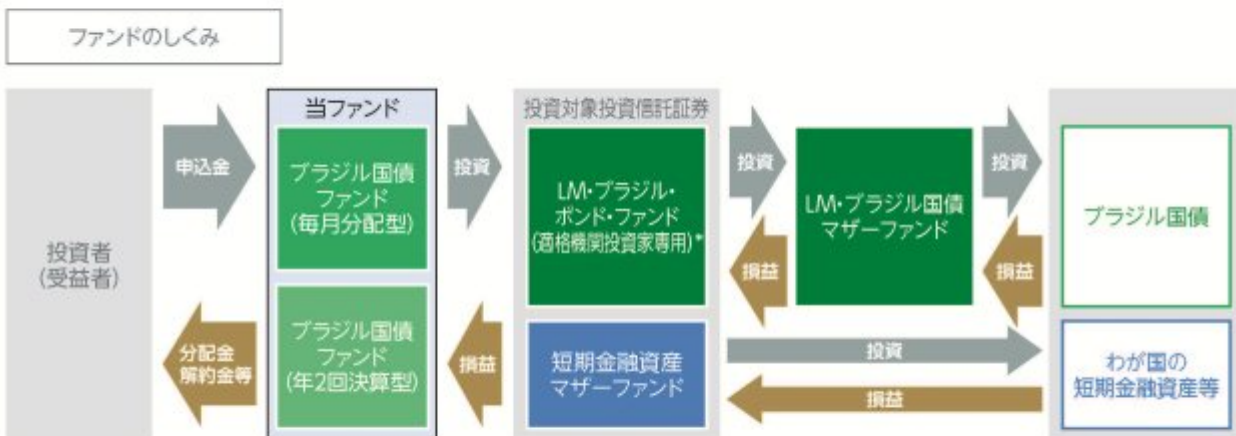 ファンドのしくみ
投資者
(受益者)
申込金
分配金
解約金等
当ファンド
ブラジル国債
ファンド
(毎月分配型)
ブラジル国債
ファンド
(年2回決算型)
投資
損益
投資対象投資信託証券
LM・ブラジル・
ボンド・ファンド
(適格機関投資家専用)*
短期金融資産
マザーファンド
投資
損益
LM・ブラジル国債
マザーファンド
投資
損益
投資
損益
ブラジル国債
わが国の
短期金融資産等